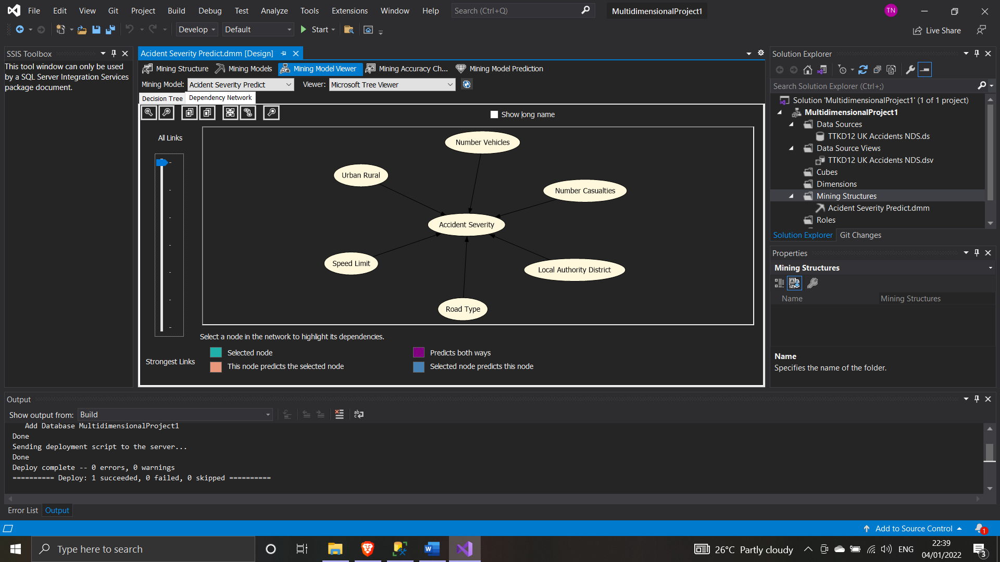 File Edit View Git Project Build Debug Test Analyze Tools Extensions Window Help Search (Ctrl+Q) MultidimensionalProject1 TN
Develop Default Start Live Share
SSIS Toolbox
This tool window can only be used
by a SQL Server Integration Services
package document.
Acident Severity Predict.dmm [Design]
Mining Structure Mining Models Mining Model Viewer Mining Accuracy Ch... Mining Model Prediction
Mining Model: Acident Severity Predict Viewer: Microsoft Tree Viewer
Decision Tree Dependency Network
Show long name
All Links
Number Vehicles
Urban Rural
Number Casualties
Accident Severity
Speed Limit
Local Authority District
Road Type
Select a node in the network to highlight its dependencies.
Selected node Predicts both ways
Strongest Links
This node predicts the selected node Selected node predicts this node
Solution Explorer
Search Solution Explorer (Ctrl+;)
Solution 'MultidimensionalProject1' (1 of 1 project)
MultidimensionalProject1
Data Sources
TTKD12 UK Accidents NDS.ds
Data Source Views
TTKD12 UK Accidents NDS.dsv
Cubes
Dimensions
Mining Structures
Acident Severity Predict.dmm
Roles
Solution Explorer Git Changes
Properties
Mining Structures
Name Mining Structures
Name
Specifies the name of the folder.
Output
Show output from: Build
Add Database MultidimensionalProject1
Done
Sending deployment script to the server...
Done
Deploy complete -- 0 errors, 0 warnings
========== Deploy: 1 succeeded, 0 failed, 0 skipped ==========
Error List Output
Add to Source Control 1
Type here to search
26°C Partly cloudy ENG
22:39
04/01/2022
3